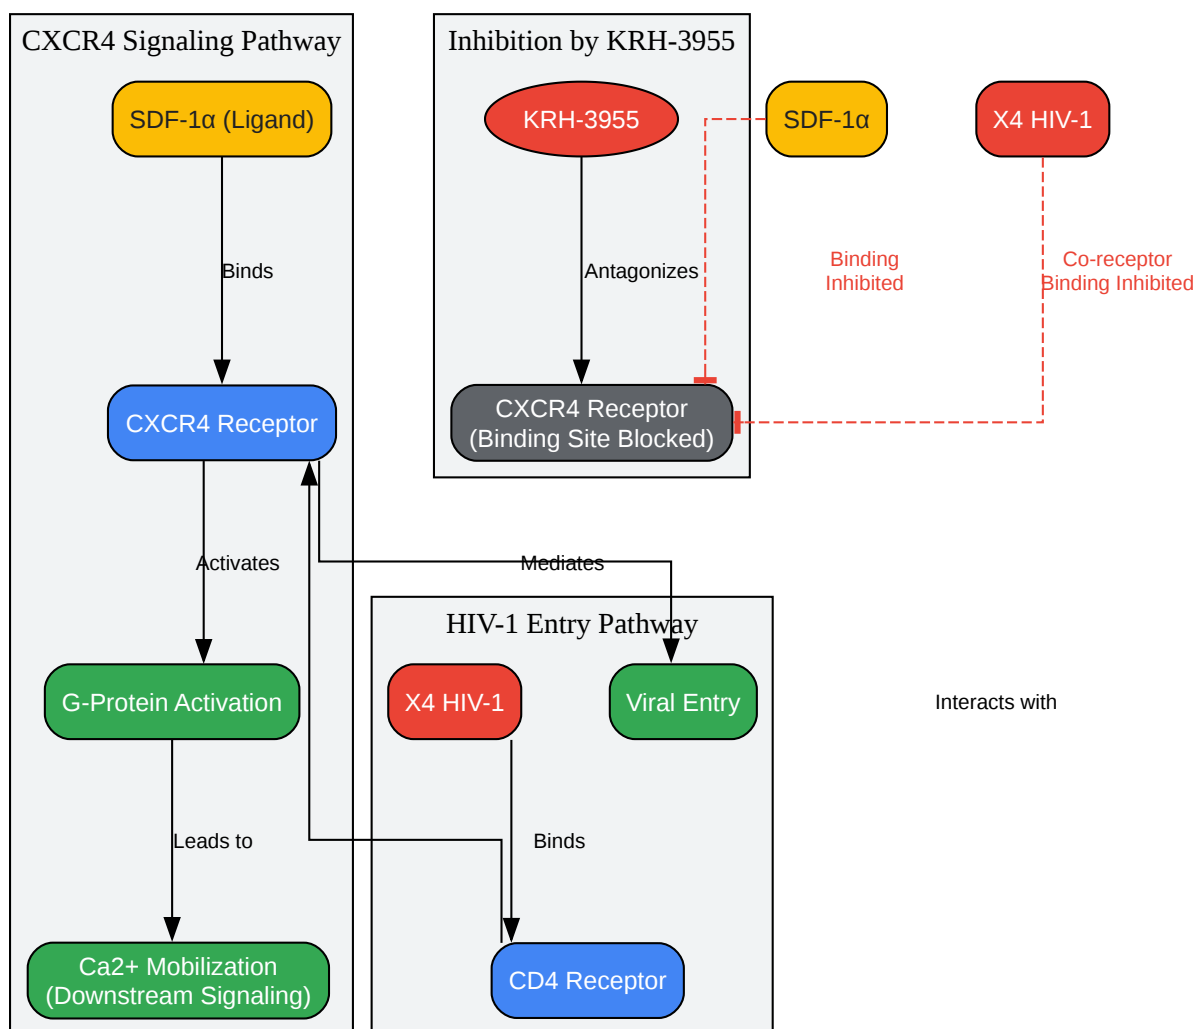 CXCR4 Signaling Pathway
Inhibition by KRH-3955
SDF-1α (Ligand)
KRH-3955
SDF-1α
X4 HIV-1
Binds
Antagonizes
Binding
Inhibited
Co-receptor
Binding Inhibited
CXCR4 Receptor
CXCR4 Receptor
(Binding Site Blocked)
Activates
Mediates
HIV-1 Entry Pathway
G-Protein Activation
X4 HIV-1
Viral Entry
Interacts with
Leads to
Binds
Ca2+ Mobilization
(Downstream Signaling)
CD4 Receptor